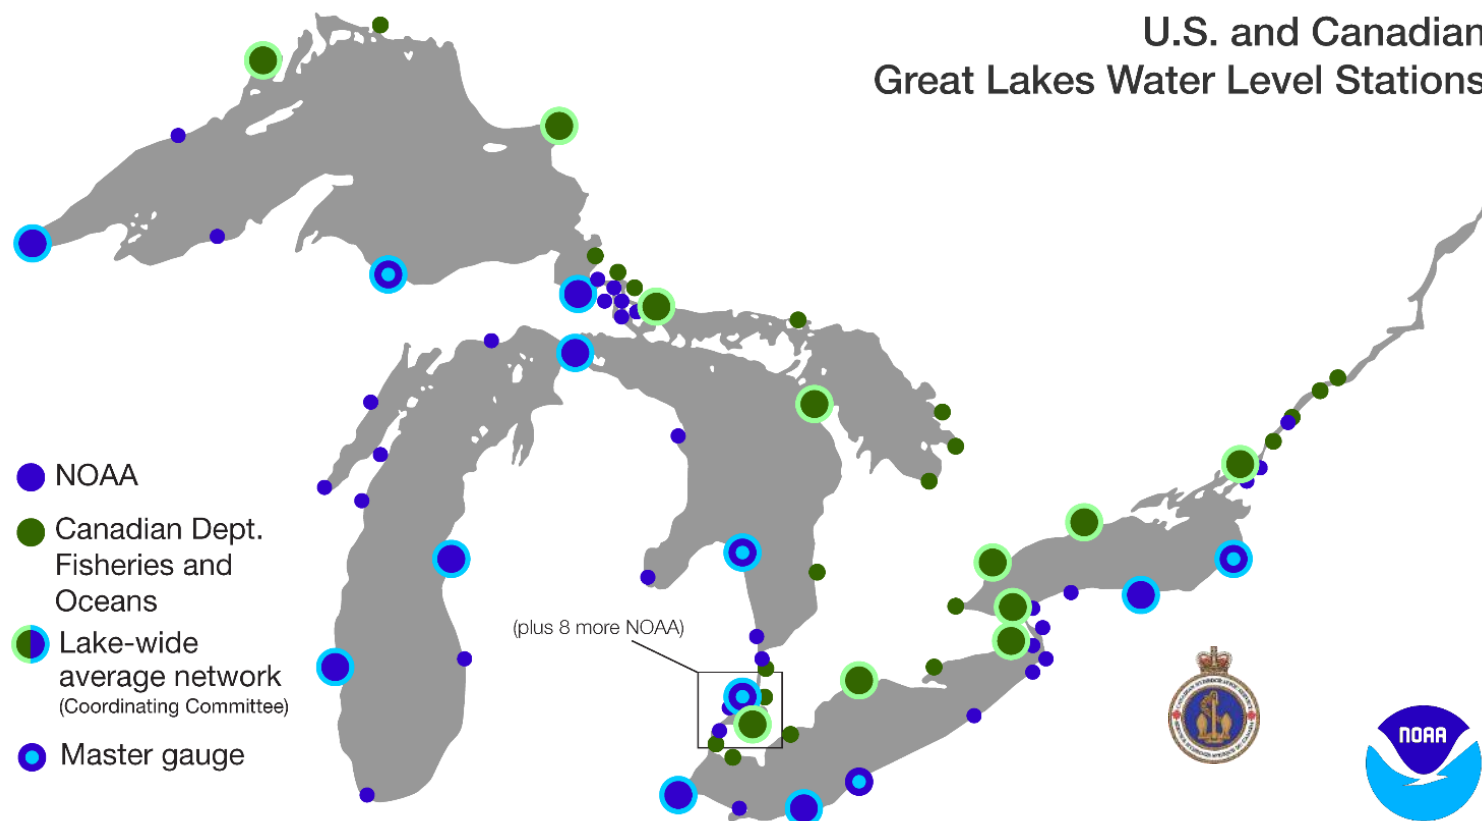 U.S. and Canadian
Great Lakes Water Level Stations
NOAA
Canadian Dept.
Fisheries and
Oceans
Lake-wide
average network
(Coordinating Committee)
Master gauge
(plus 8 more NOAA)
NOAA